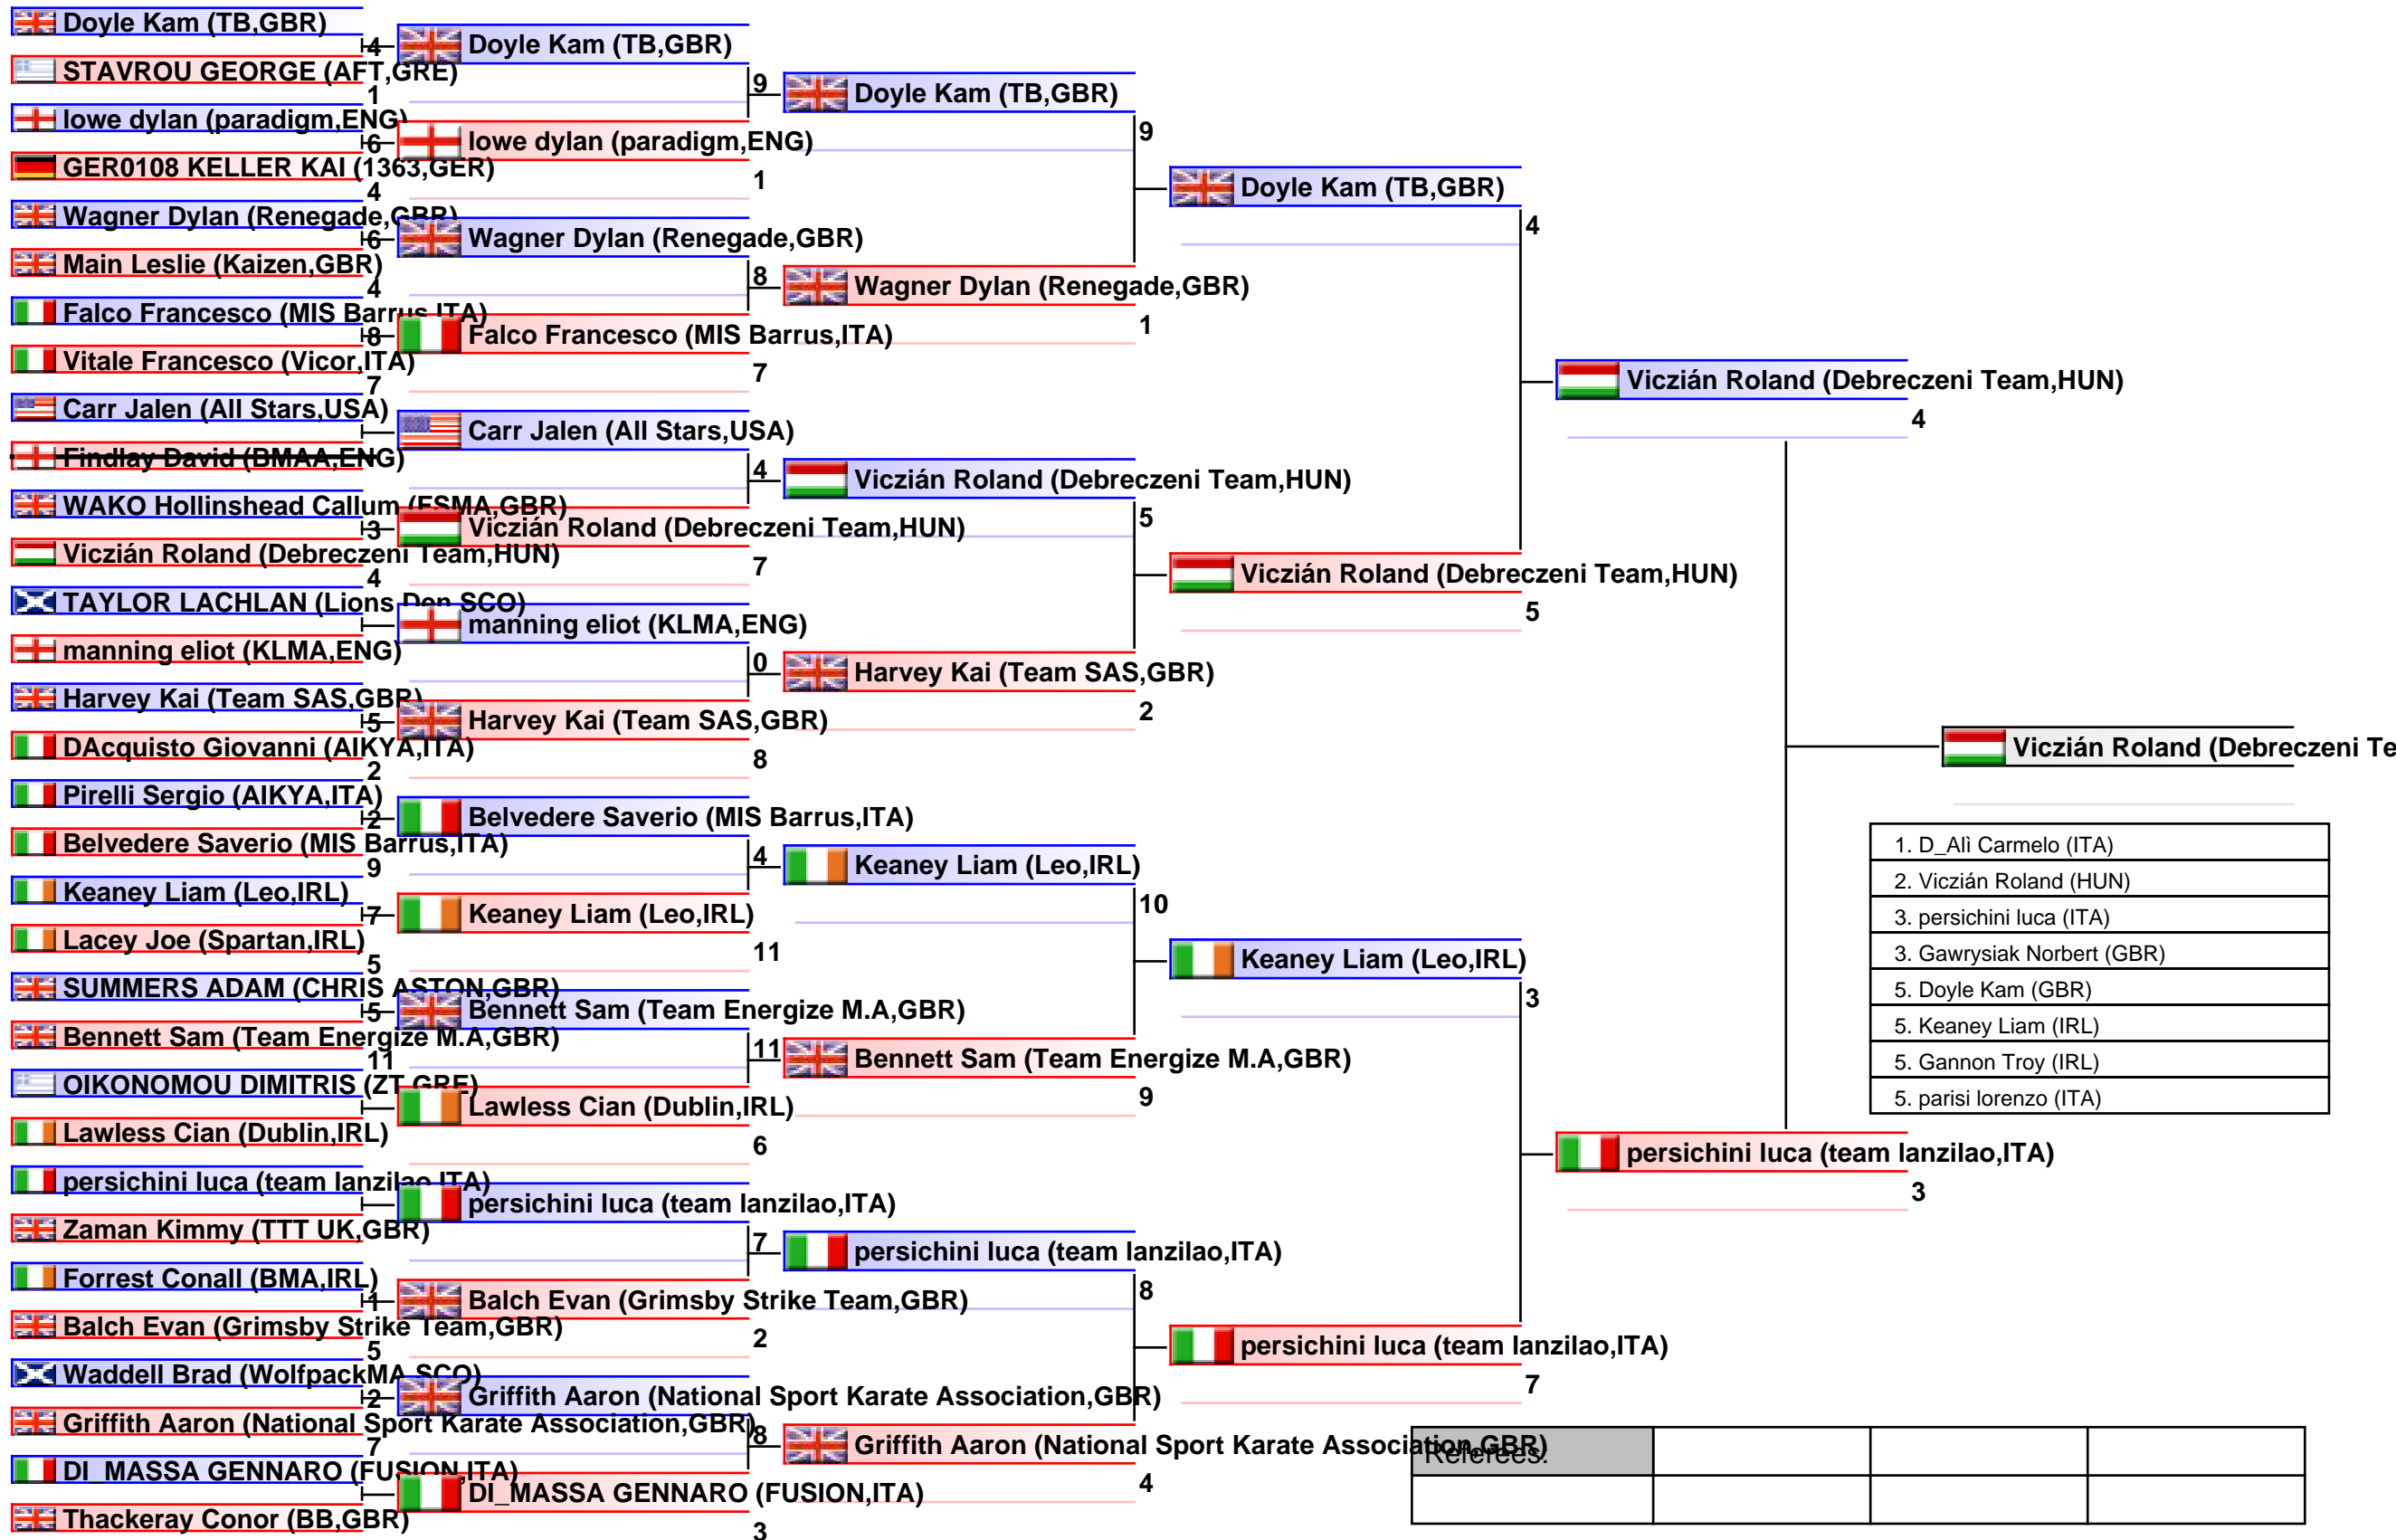 Doyle Kam (TB,GBR)
4
STAVROU GEORGE (AFT,GRE)
1
lowe dylan (paradigm,ENG)
6
GER0108 KELLER KAI (1363,GER)
4
Wagner Dylan (Renegade,GBR)
6
Main Leslie (Kaizen,GBR)
4
Falco Francesco (MIS Barrus,ITA)
8
Vitale Francesco (Vicor,ITA)
7
Carr Jalen (All Stars,USA)
Findlay David (BMAA,ENG)
WAKO Hollinshead Callum (FSMA,GBR)
3
Viczián Roland (Debreczeni Team,HUN)
4
TAYLOR LACHLAN (Lions Den,SCO)
manning eliot (KLMA,ENG)
Harvey Kai (Team SAS,GBR)
5
DAcquisto Giovanni (AIKYA,ITA)
2
Pirelli Sergio (AIKYA,ITA)
2
Belvedere Saverio (MIS Barrus,ITA)
9
Keaney Liam (Leo,IRL)
7
Lacey Joe (Spartan,IRL)
5
SUMMERS ADAM (CHRIS ASTON,GBR)
5
Bennett Sam (Team Energize M.A,GBR)
11
OIKONOMOU DIMITRIS (ZT,GRE)
Lawless Cian (Dublin,IRL)
persichini luca (team lanzilao,ITA)
Zaman Kimmy (TTT UK,GBR)
Forrest Conall (BMA,IRL)
1
Balch Evan (Grimsby Strike Team,GBR)
5
Waddell Brad (WolfpackMA,SCO)
2
Griffith Aaron (National Sport Karate Association,GBR)
7
DI_MASSA GENNARO (FUSION,ITA)
Thackeray Conor (BB,GBR)
Doyle Kam (TB,GBR)
9
lowe dylan (paradigm,ENG)
1
Wagner Dylan (Renegade,GBR)
8
Falco Francesco (MIS Barrus,ITA)
7
Carr Jalen (All Stars,USA)
4
Viczián Roland (Debreczeni Team,HUN)
7
manning eliot (KLMA,ENG)
0
Harvey Kai (Team SAS,GBR)
8
Belvedere Saverio (MIS Barrus,ITA)
4
Keaney Liam (Leo,IRL)
11
Bennett Sam (Team Energize M.A,GBR)
11
Lawless Cian (Dublin,IRL)
6
persichini luca (team lanzilao,ITA)
7
Balch Evan (Grimsby Strike Team,GBR)
2
Griffith Aaron (National Sport Karate Association,GBR)
8
DI_MASSA GENNARO (FUSION,ITA)
3
Doyle Kam (TB,GBR)
9
Wagner Dylan (Renegade,GBR)
1
Viczián Roland (Debreczeni Team,HUN)
5
Harvey Kai (Team SAS,GBR)
2
Keaney Liam (Leo,IRL)
10
Bennett Sam (Team Energize M.A,GBR)
9
persichini luca (team lanzilao,ITA)
8
Griffith Aaron (National Sport Karate Association,GBR)
4
Doyle Kam (TB,GBR)
4
Viczián Roland (Debreczeni Team,HUN)
5
Keaney Liam (Leo,IRL)
3
persichini luca (team lanzilao,ITA)
7
Viczián Roland (Debreczeni Team,HUN)
4
persichini luca (team lanzilao,ITA)
3
Viczián Roland (Debreczeni Te
1. D_Alì Carmelo (ITA)
2. Viczián Roland (HUN)
3. persichini luca (ITA)
3. Gawrysiak Norbert (GBR)
5. Doyle Kam (GBR)
5. Keaney Liam (IRL)
5. Gannon Troy (IRL)
5. parisi lorenzo (ITA)
Referees: